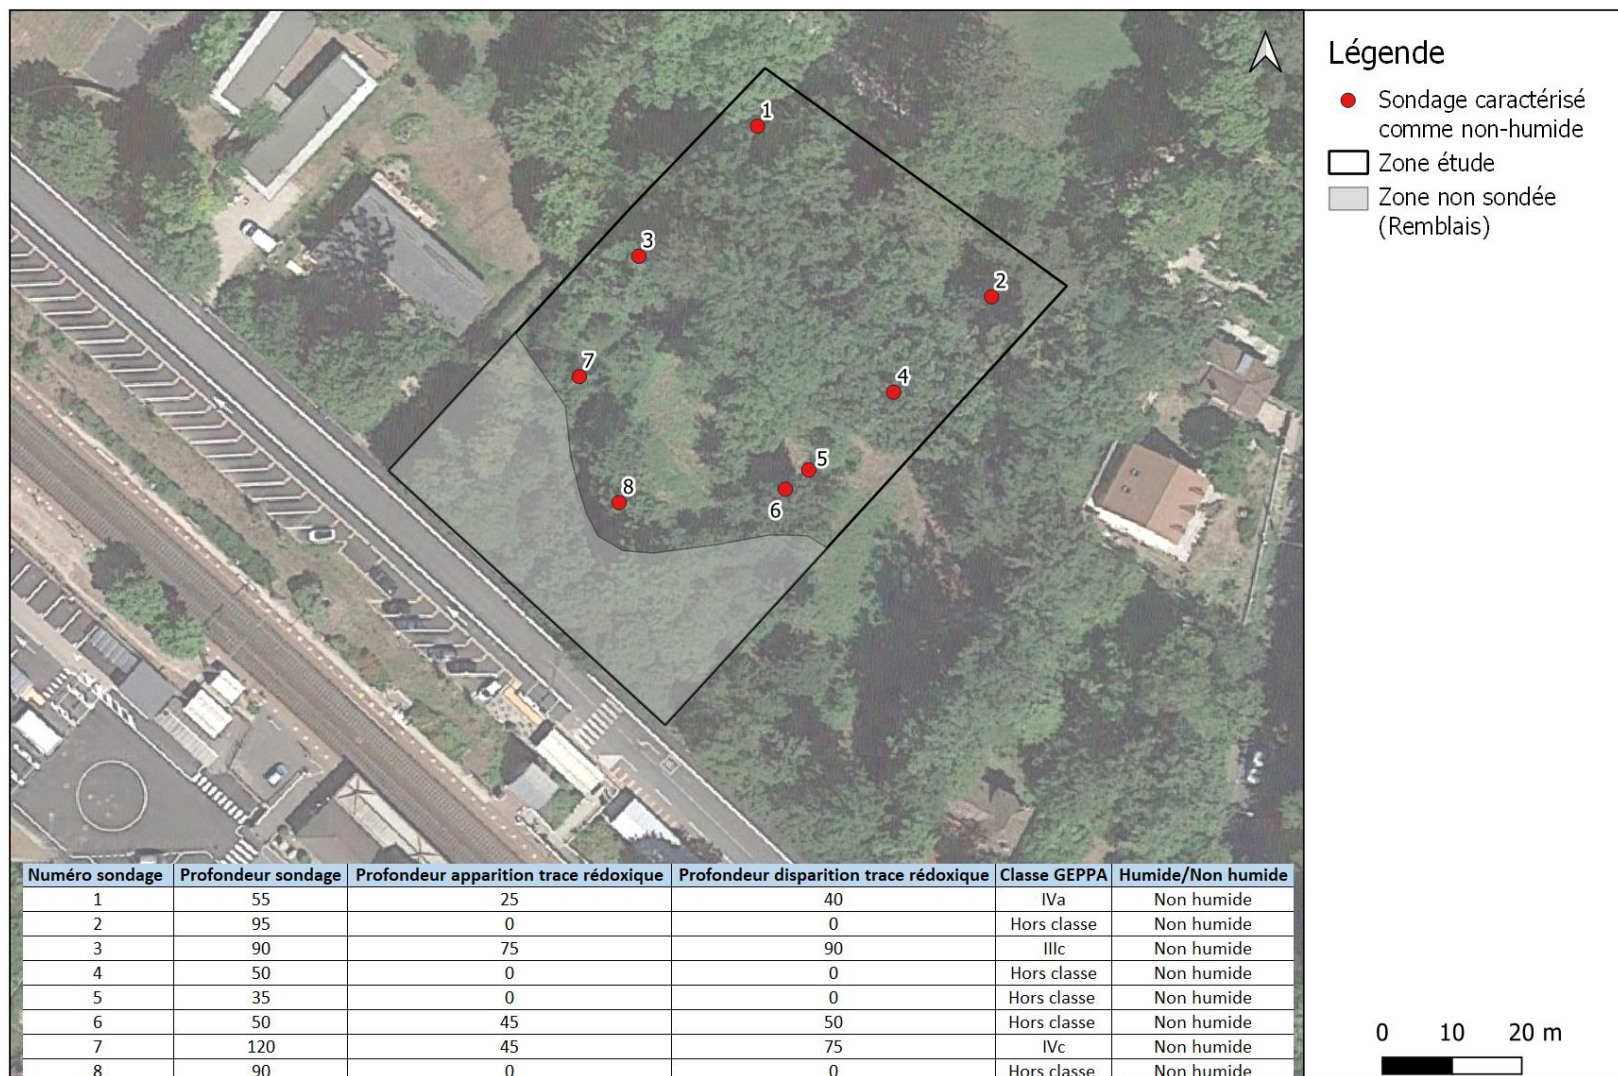 Légende
Sondage caractérisé
comme non-humide
Zone étude
Zone non sondée
(Remblais)
1
3
2
7
4
5
8
6
0 10 20 m
Numéro sondage Profondeur sondage Profondeur apparition trace rédoxique Profondeur disparition trace rédoxique Classe GEPPA Humide/Non humide
1 55 25 40 IVa Non humide
2 95 0 0 Hors classe Non humide
3 90 75 90 IIIc Non humide
4 50 0 0 Hors classe Non humide
5 35 0 0 Hors classe Non humide
6 50 45 50 Hors classe Non humide
7 120 45 75 IVc Non humide
8 90 0 0 Hors classe Non humide